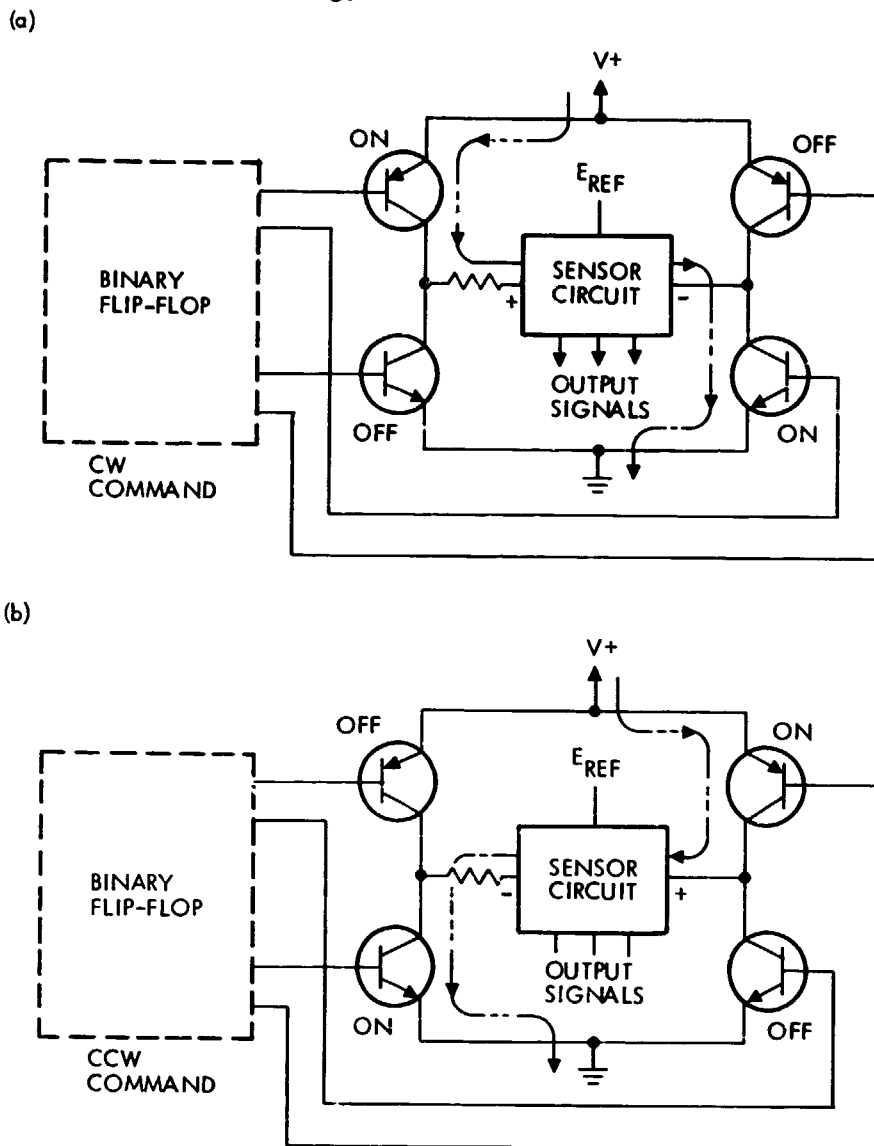 (a)
V+
ON
OFF
E_REF
BINARY
FLIP-FLOP
SENSOR
CIRCUIT
+
-
OUTPUT
SIGNALS
OFF
ON
CW
COMMAND
(b)
V+
OFF
ON
E_REF
BINARY
FLIP-FLOP
SENSOR
CIRCUIT
-
+
OUTPUT
SIGNALS
ON
OFF
CCW
COMMAND